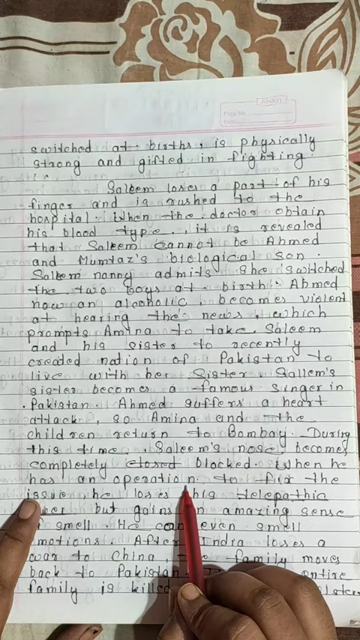 switched at births, is physically
strong and gifted in fighting.
Saleem loses a part of his
finger and is rushed to the
hospital. When the doctor obtain
his blood type, it is revealed
that Saleem cannot be Ahmed
and Mumtaz's biological son.
Saleem nanny admits she switched
the two boys at birth. Ahmed
now an alcoholic, becomes violent
at hearing the news, which
prompts Amina to take Saleem
and his sister to recently
created nation of Pakistan to
live with her Sister. Saleem's
sister becomes a famous singer in
Pakistan. Ahmed suffers a heart
attack, so Amina and the
children return to Bombay. During
this time, Saleem's nose becomes
completely closed blocked. When he
has an operation to fix the
issue, he loses his telepathic
but gains an amazing sense
of smell. He can even smell
emotions. After India loses a
war to China, the family moves
back to Pakistan. entire
family is killed